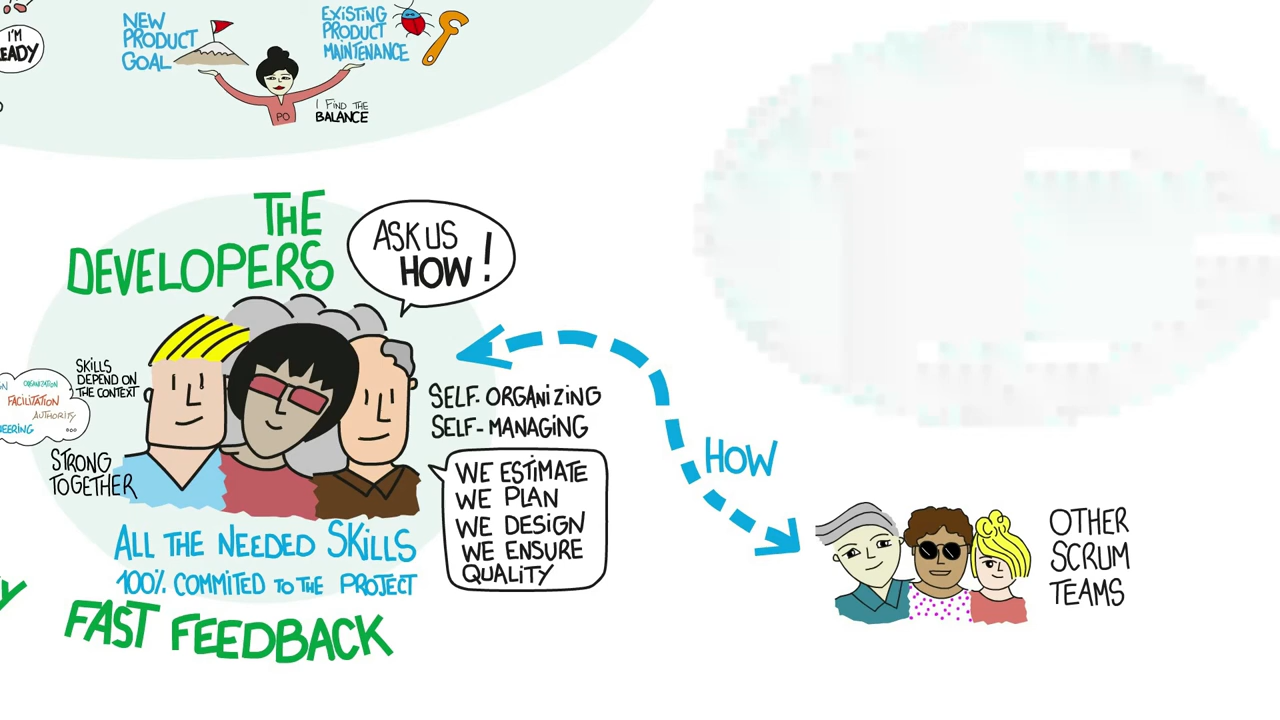 I'M
NEW
PRODUCT
GOAL
EXISTING
PRODUCT
MAINTENANCE
PO
I FIND THE
BALANCE
THE
DEVELOPERS
ASK US
HOW!
SKILLS
DEPEND ON
THE CONTEXT
ORGANIZATION
FACILITATION
AUTHORITY
...
STRONG
TOGETHER
SELF-ORGANIZING
SELF-MANAGING
WE ESTIMATE
WE PLAN
WE DESIGN
WE ENSURE
QUALITY
ALL THE NEEDED SKILLS
100% COMMITED TO THE PROJECT
FAST FEEDBACK
HOW
OTHER
SCRUM
TEAMS